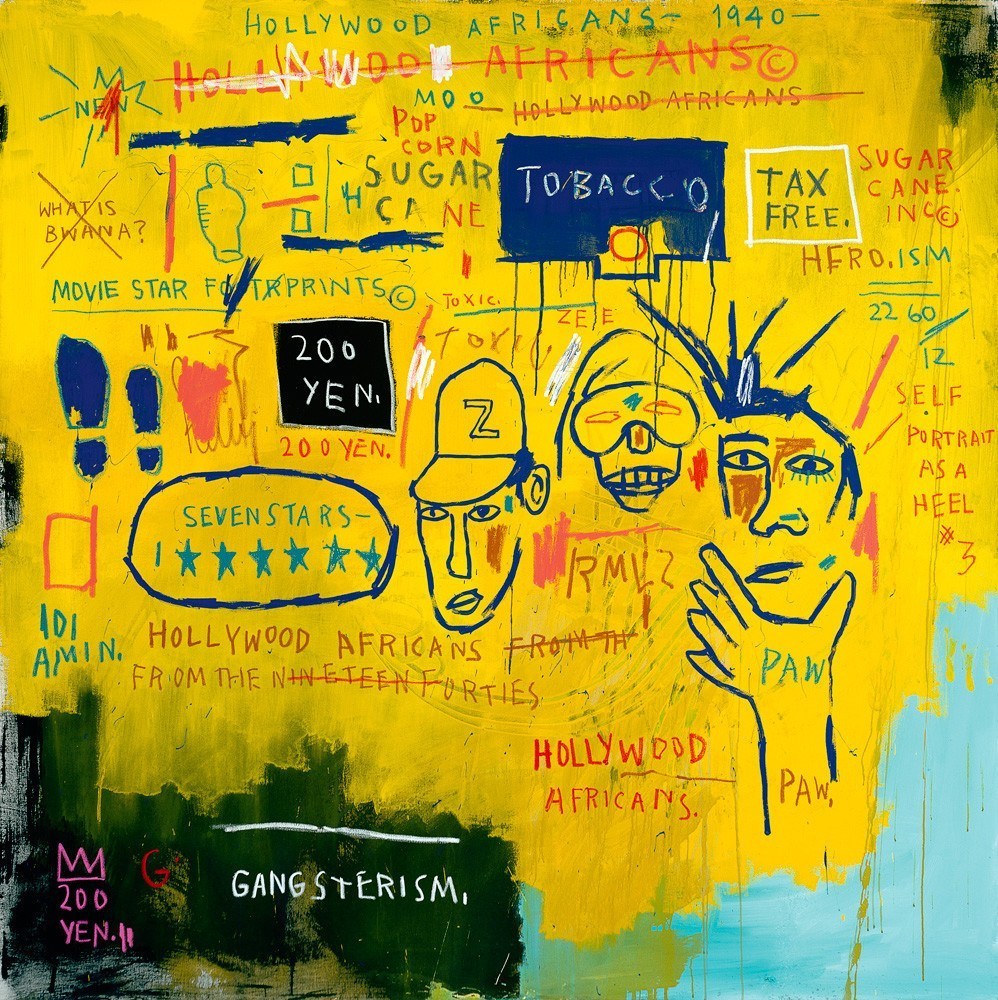 HOLLYWOOD AFRICANS- 1940-
HOLLYWOOD AFRICANS©
NEW
MOO
HOLLYWOOD AFRICANS
POP
CORN
SUGAR
CANE
TOBACCO
TAX
FREE.
SUGAR
CANE.
INC©
WHAT IS
BWANA?
HERO.ISM
MOVIE STAR FOOTRPRINTS©
TOXIC.
ZEE
TOXIC
22 60
12
200
YEN.
200 YEN.
Z
SELF
PORTRAIT
AS A
HEEL
#3
SEVEN STARS-
1★★★★★★
RMLZ
IDI
AMIN.
HOLLYWOOD AFRICANS FROM TH
FROM THE NINETEEN FORTIES
PAW
HOLLYWOOD
AFRICANS.
PAW.
200
YEN.
G
GANGSTERISM.